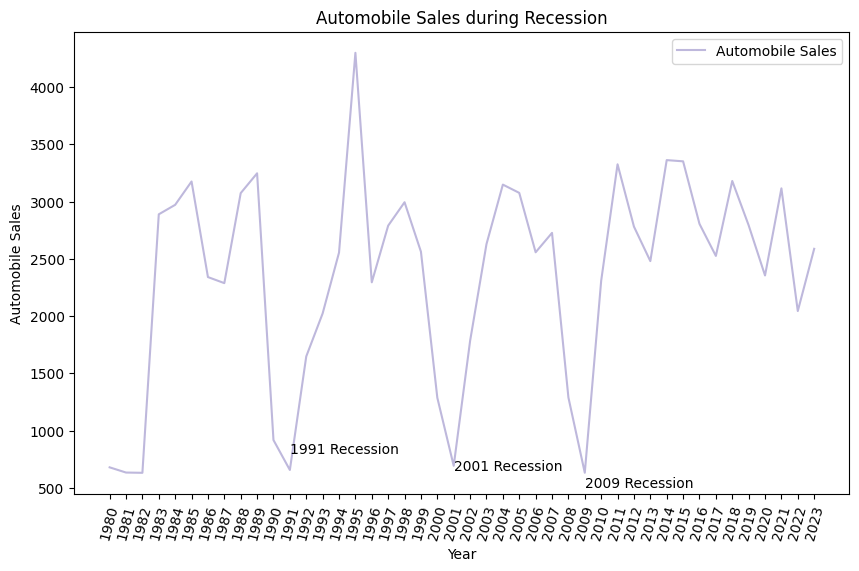 Automobile Sales during Recession
Automobile Sales
4000
3500
3000
2500
2000
1500
1000
500
Automobile Sales
1991 Recession
2001 Recession
2009 Recession
1980 1981 1982 1983 1984 1985 1986 1987 1988 1989 1990 1991 1992 1993 1994 1995 1996 1997 1998 1999 2000 2001 2002 2003 2004 2005 2006 2007 2008 2009 2010 2011 2012 2013 2014 2015 2016 2017 2018 2019 2020 2021 2022 2023
Year